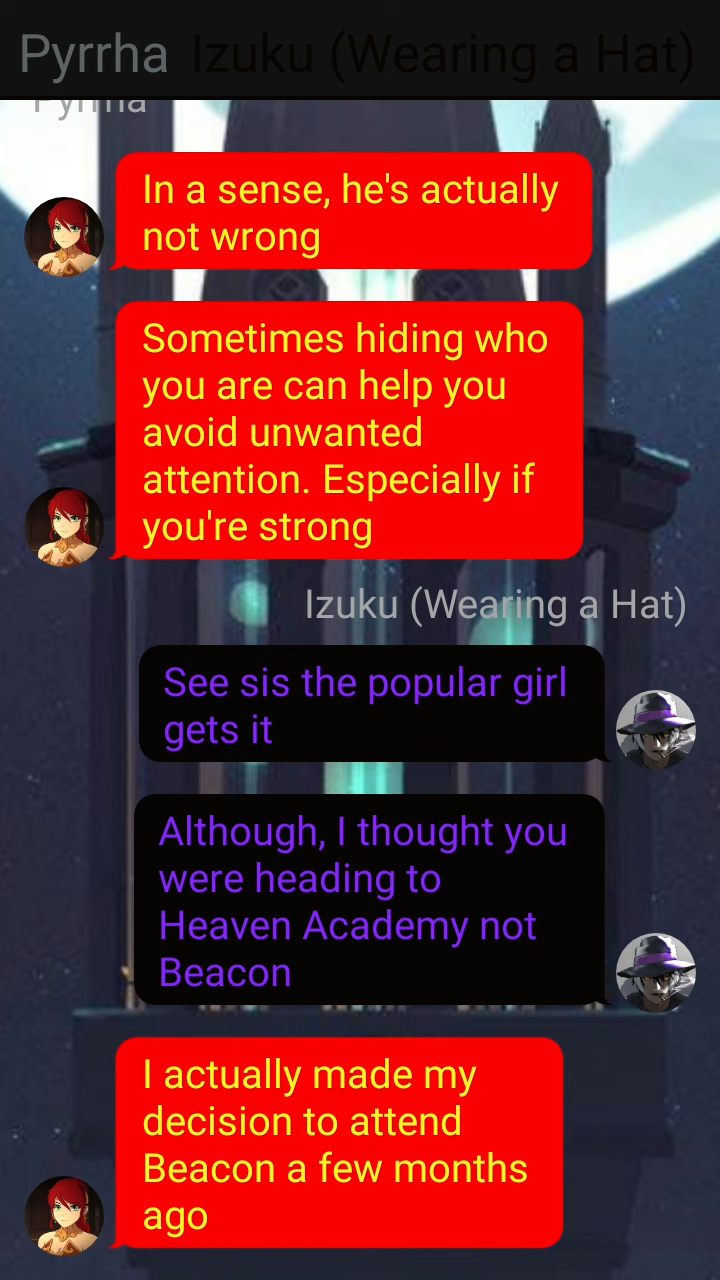 Pyrrha Izuku (Wearing a Hat)
Pyrrha
In a sense, he's actually
not wrong
Sometimes hiding who
you are can help you
avoid unwanted
attention. Especially if
you're strong
Izuku (Wearing a Hat)
See sis the popular girl
gets it
Although, I thought you
were heading to
Heaven Academy not
Beacon
I actually made my
decision to attend
Beacon a few months
ago